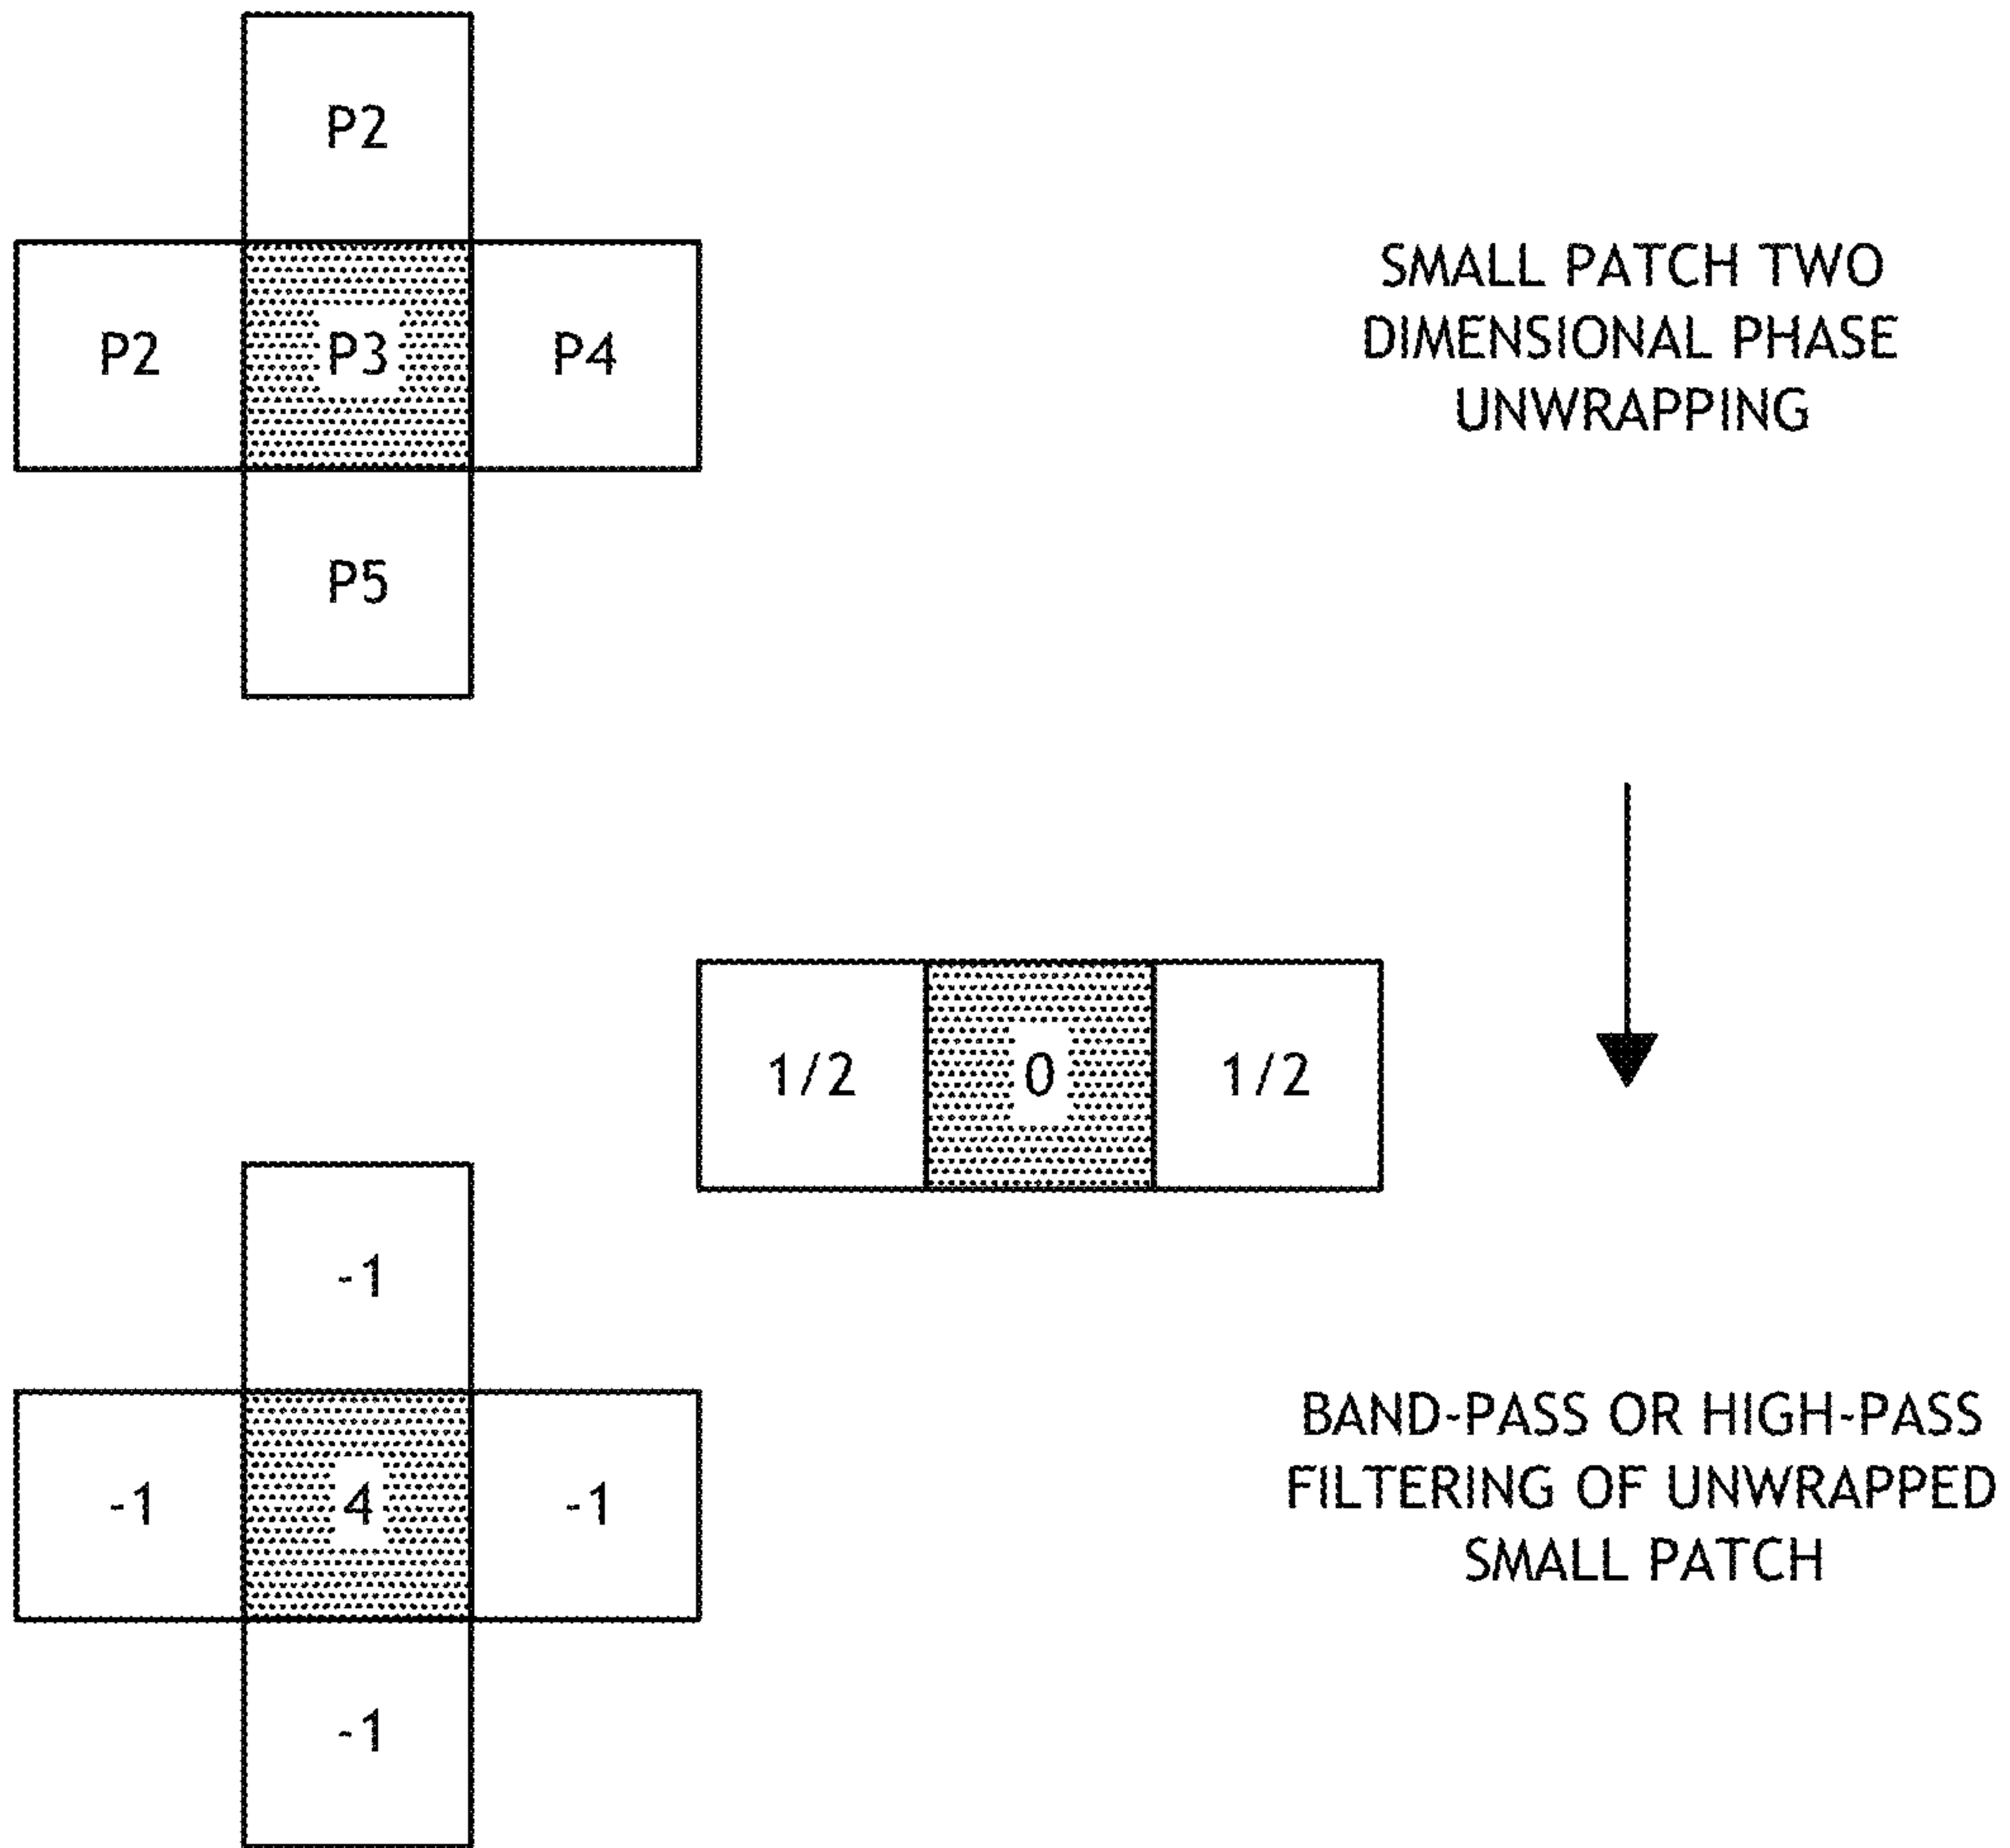 P2
P2 P3 P4
P5
SMALL PATCH TWO
DIMENSIONAL PHASE
UNWRAPPING
1/2 0 1/2
-1
-1 4 -1
-1
BAND-PASS OR HIGH-PASS
FILTERING OF UNWRAPPED
SMALL PATCH